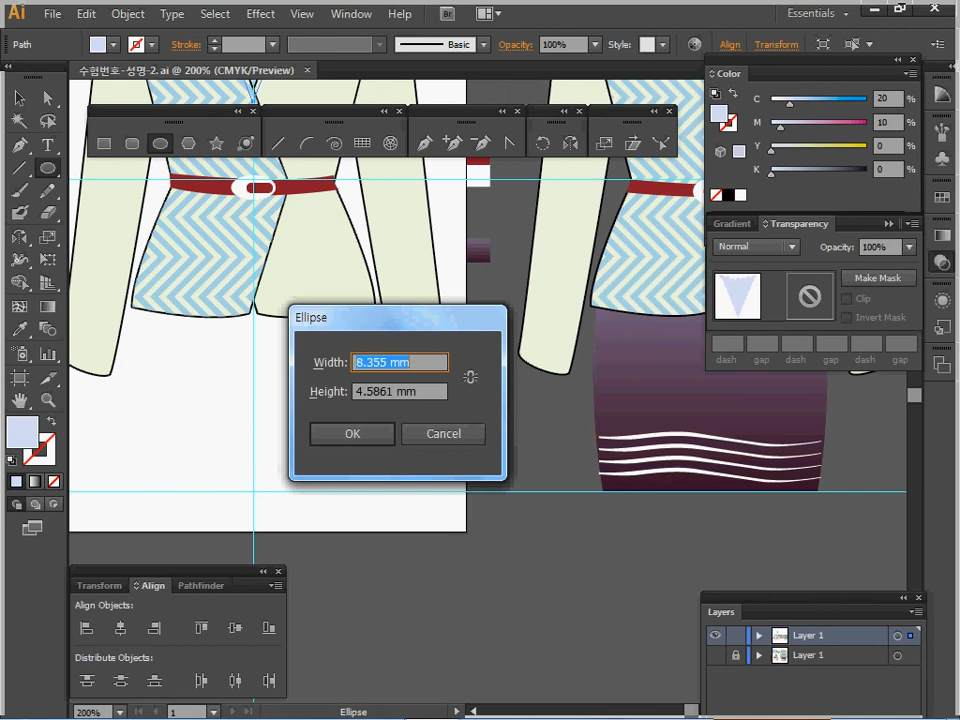 Ai File Edit Object Type Select Effect View Window Help Br Essentials
Path Stroke: Basic Opacity: 100% Style: Align Transform
수험번호-성명-2.ai @ 200% (CMYK/Preview) ×
Color
C 20 %
M 10 %
Y 0 %
K 0 %
Gradient Transparency
Normal Opacity: 100%
Make Mask
Clip
Invert Mask
dash gap dash gap dash gap
Ellipse
Width: 8.355 mm
Height: 4.5861 mm
OK Cancel
Transform Align Pathfinder
Align Objects:
Distribute Objects:
Layers
Layer 1
Layer 1
200% 1 Ellipse